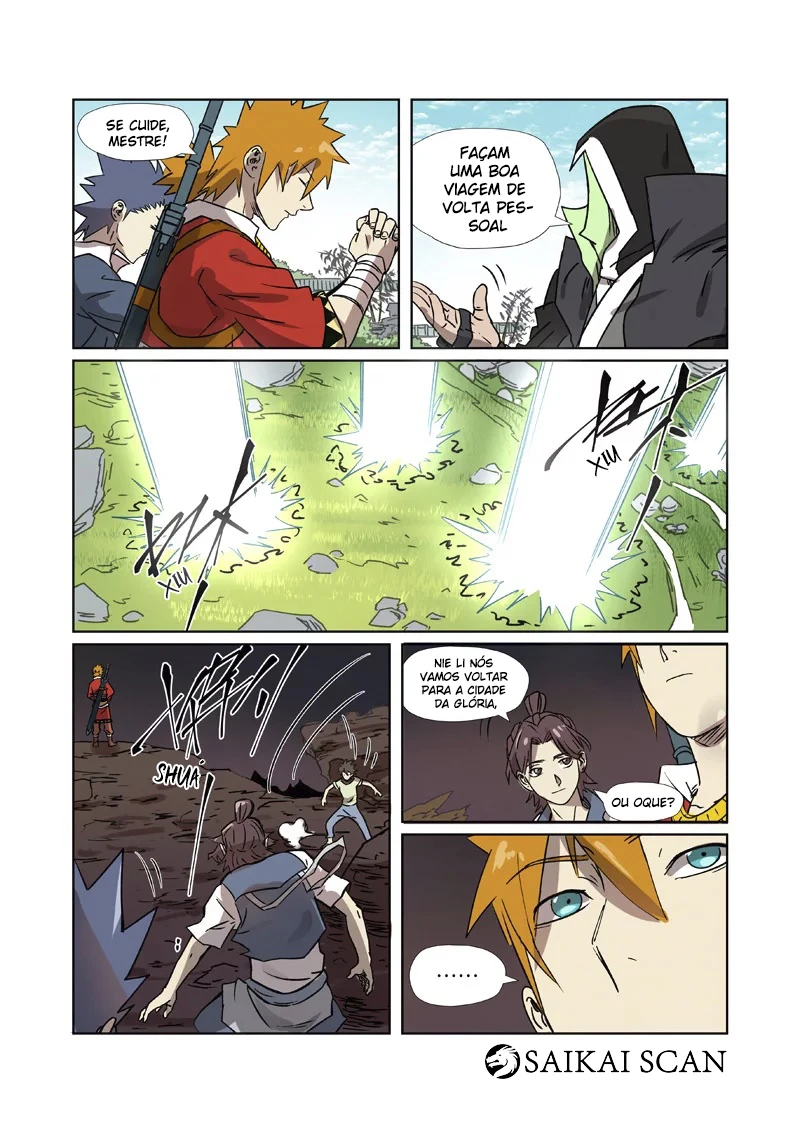 SE CUIDE,
MESTRE!
FAÇAM
UMA BOA
VIAGEM DE
VOLTA PES-
SOAL
XIU
XIU
SHUA
NIE LI NÓS
VAMOS VOLTAR
PARA A CIDADE
DA GLÓRIA,
OU OQUE?
......
SAIKAI SCAN